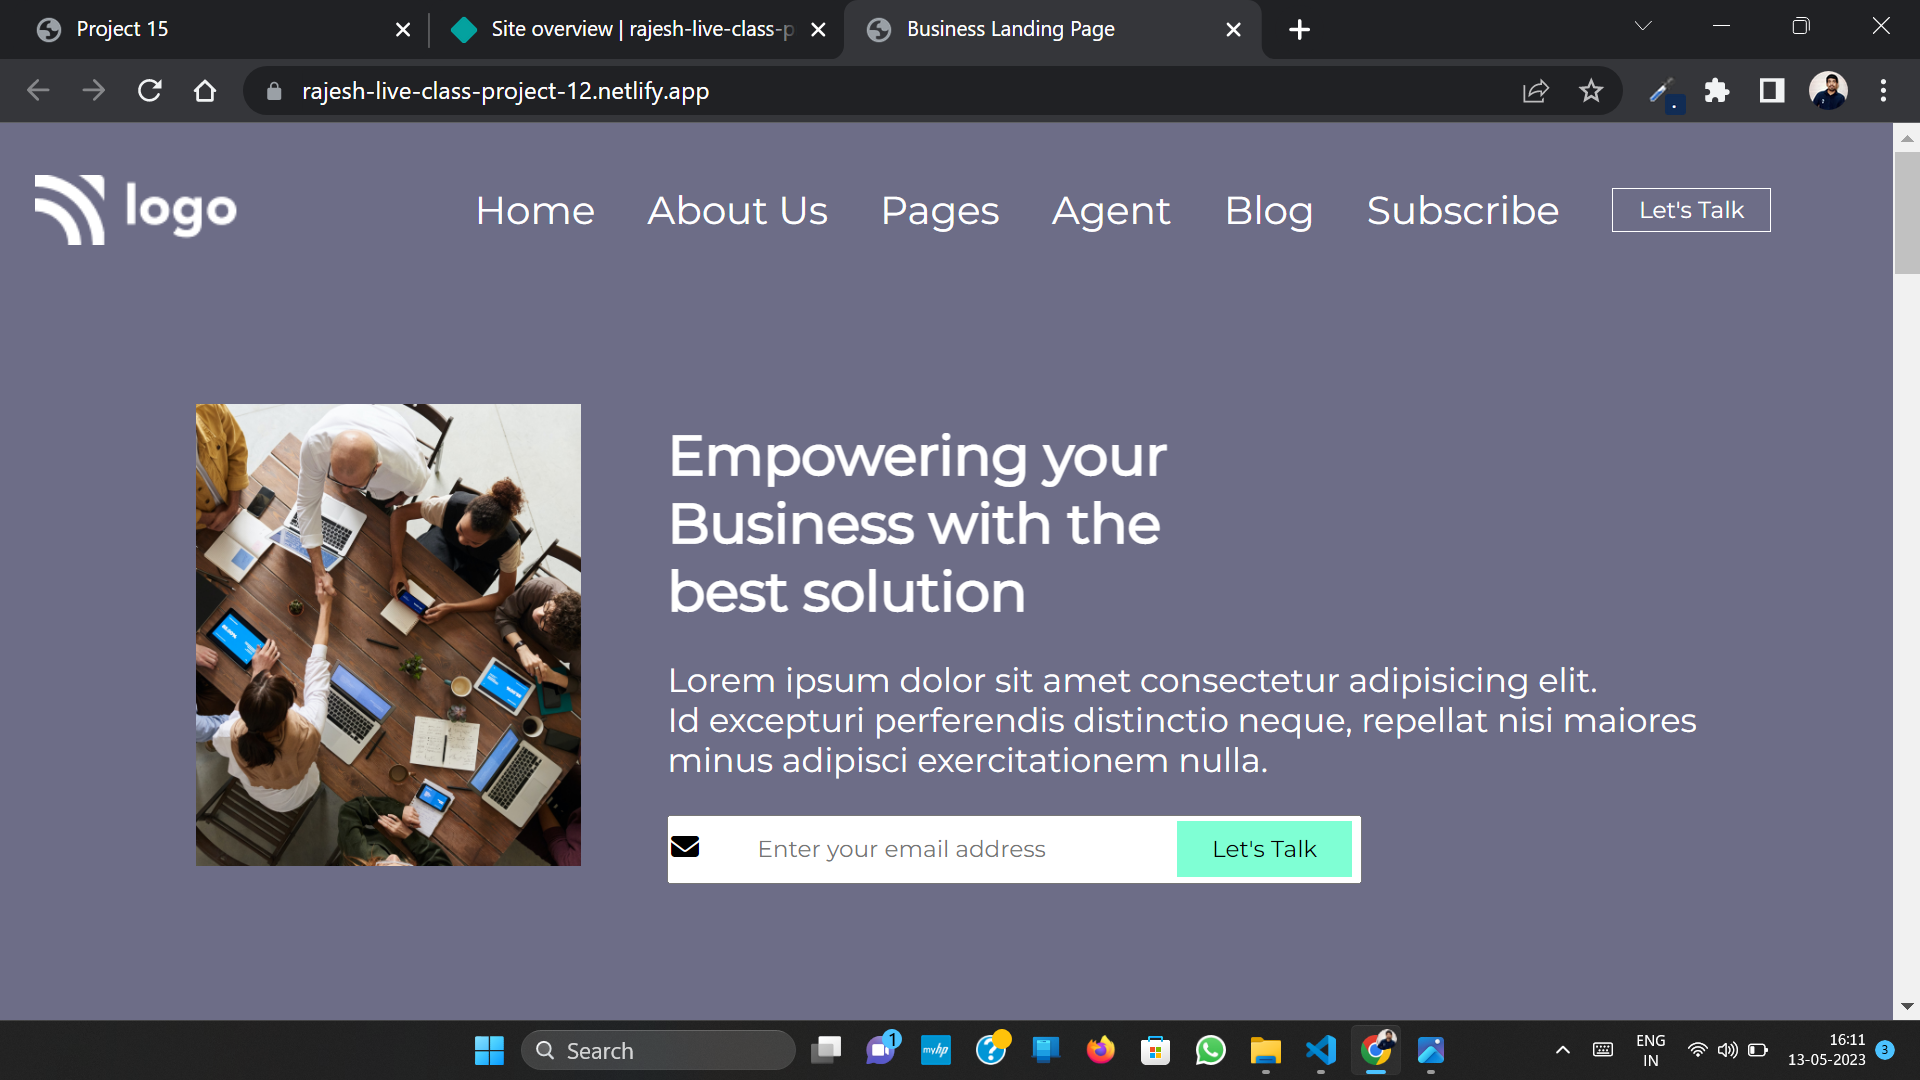 Project 15
Site overview | rajesh-live-class-p
Business Landing Page
rajesh-live-class-project-12.netlify.app
logo
Home About Us Pages Agent Blog Subscribe Let's Talk
Empowering your
Business with the
best solution
Lorem ipsum dolor sit amet consectetur adipisicing elit.
Id excepturi perferendis distinctio neque, repellat nisi maiores
minus adipisci exercitationem nulla.
Enter your email address Let's Talk
Search
1
myhp
ENG
IN
16:11
13-05-2023
3